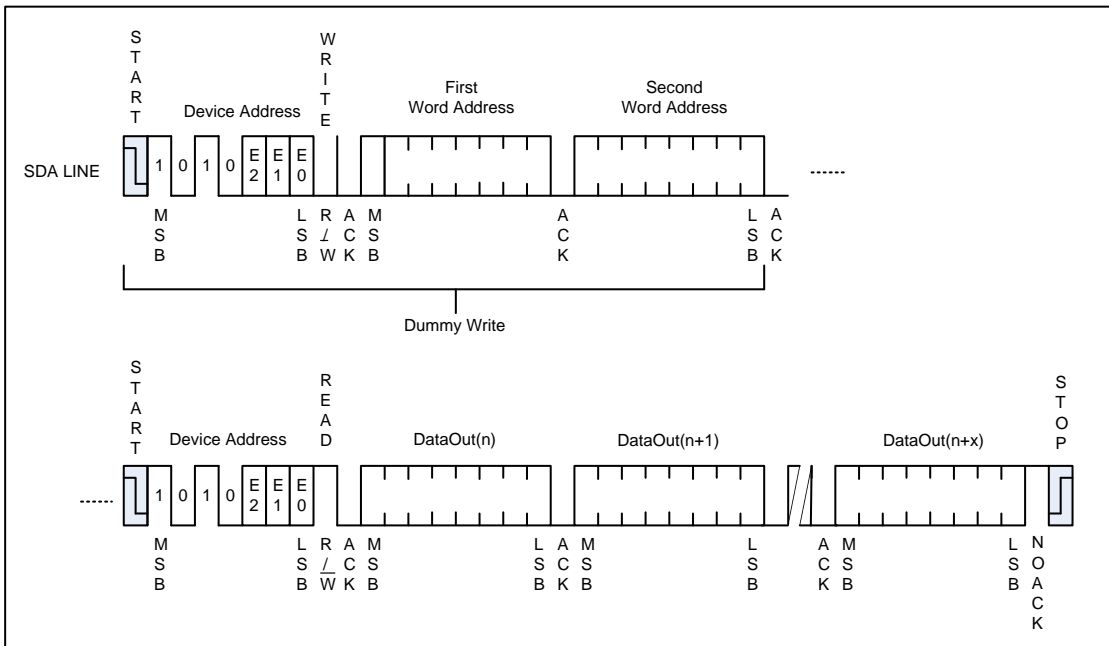 START
WRITE
Device Address
First
Word Address
Second
Word Address
SDA LINE
1 0 1 0 E2 E1 E0
......
MSB
LSB
R/W
ACK
MSB
ACK
LSB
ACK
Dummy Write
START
READ
STOP
Device Address
DataOut(n)
DataOut(n+1)
DataOut(n+x)
......
1 0 1 0 E2 E1 E0
MSB
LSB
R/W
ACK
MSB
LSB
ACK
MSB
LSB
ACK
MSB
LSB
NOACK